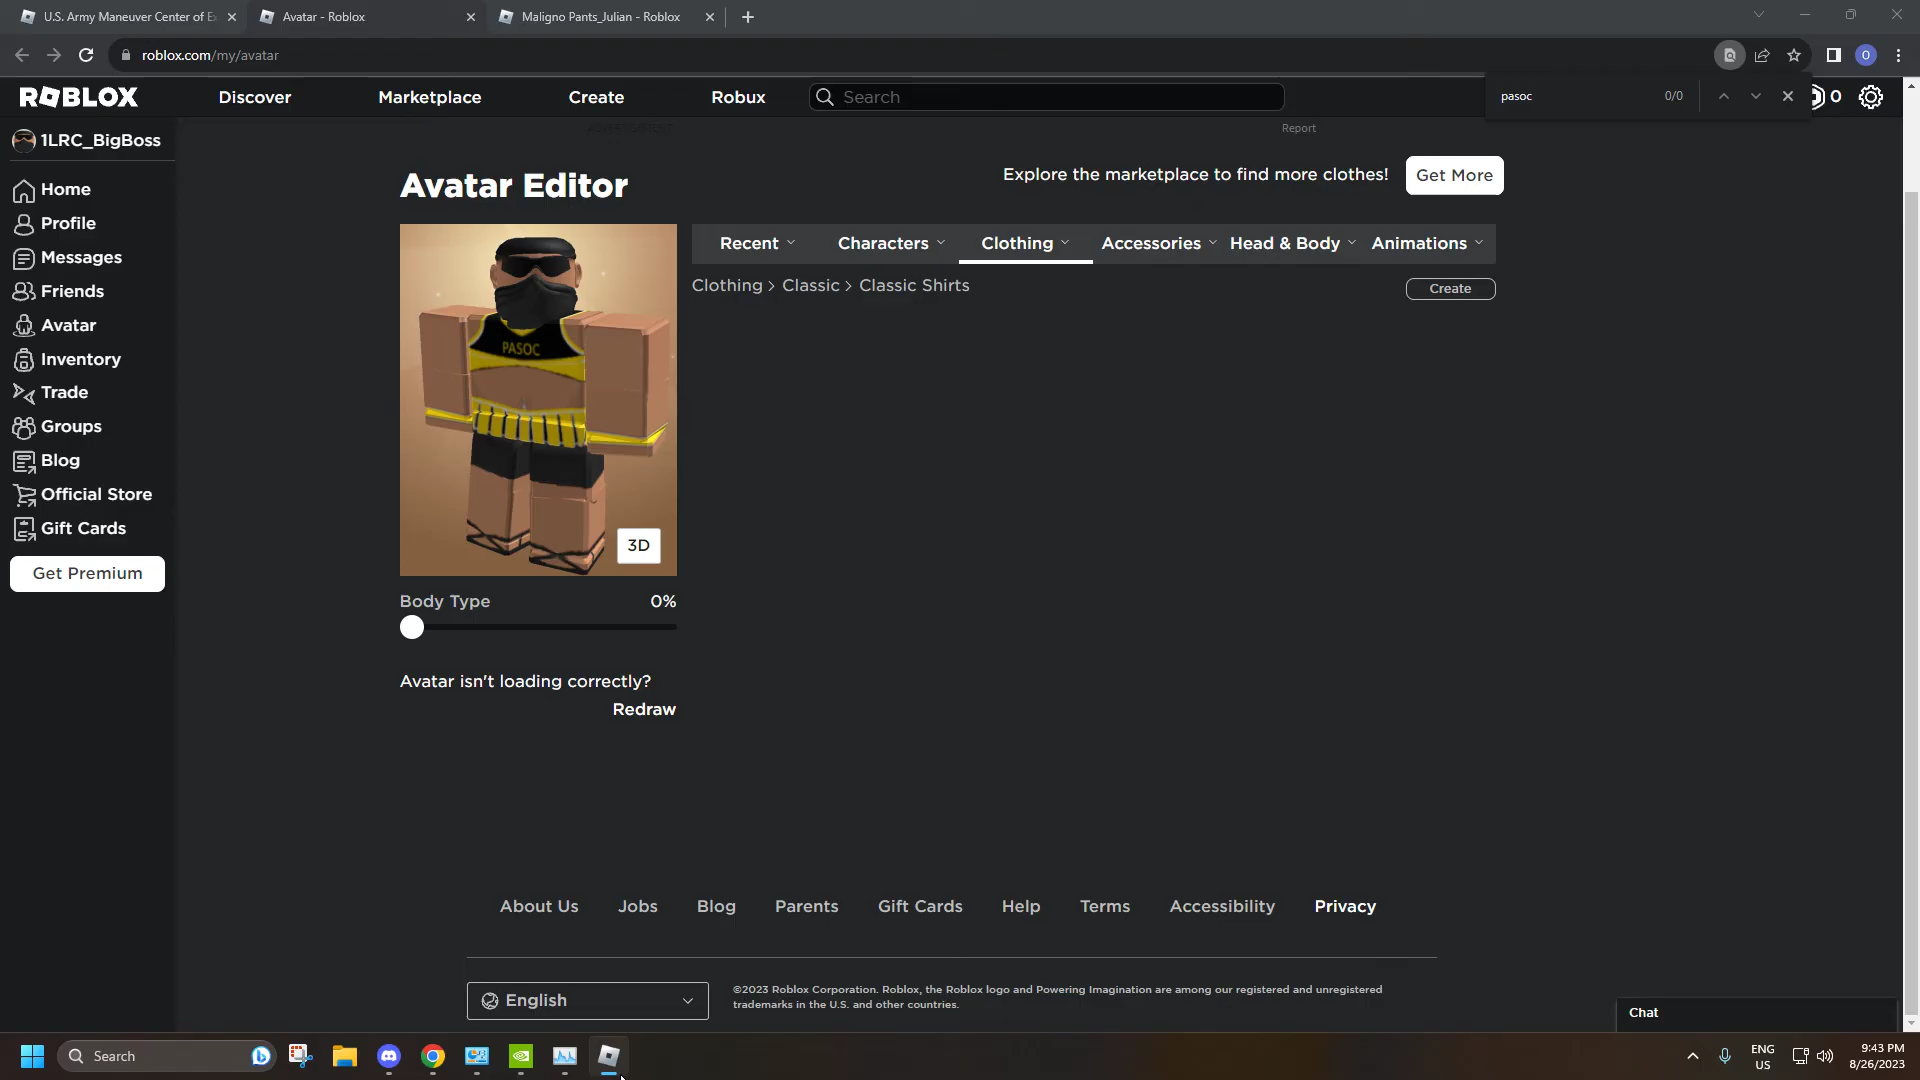 U.S. Army Maneuver Center of E
Avatar - Roblox
Maligno Pants_Julian - Roblox
roblox.com/my/avatar
O
ROBLOX
Discover
Marketplace
Create
Robux
Search
pasoc
0/0
0
ADVERTISEMENT
Report
1LRC_BigBoss
Home
Profile
Messages
Friends
Avatar
Inventory
Trade
Groups
Blog
Official Store
Gift Cards
Get Premium
Avatar Editor
Explore the marketplace to find more clothes!
Get More
Recent
Characters
Clothing
Accessories
Head & Body
Animations
Clothing > Classic > Classic Shirts
Create
PASOC
3D
Body Type
0%
Avatar isn't loading correctly?
Redraw
About Us
Jobs
Blog
Parents
Gift Cards
Help
Terms
Accessibility
Privacy
English
©2023 Roblox Corporation. Roblox, the Roblox logo and Powering Imagination are among our registered and unregistered
trademarks in the U.S. and other countries.
Chat
Search
ENG
US
9:43 PM
8/26/2023